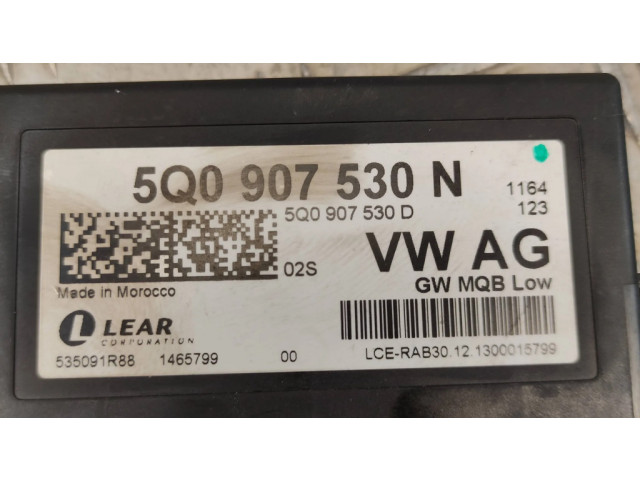 5Q0 907 530 N 1164
5Q0 907 530 D 123
02S VW AG
Made in Morocco GW MQB Low
LEAR
CORPORATION
535091R88 1465799 00 LCE-RAB30.12.1300015799